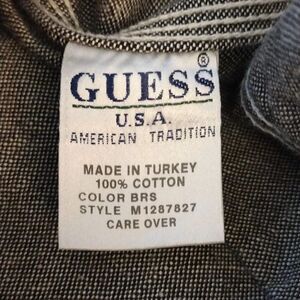 GUESS®
U.S.A.
AMERICAN TRADITION
MADE IN TURKEY
100% COTTON
COLOR BRS
STYLE M1287827
CARE OVER